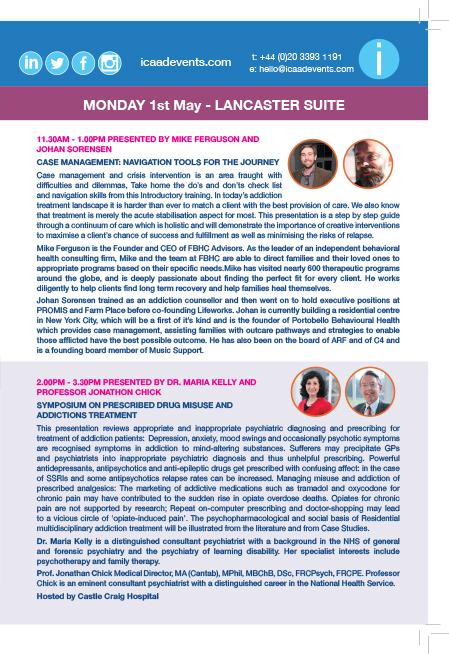 in f
icaadevents.com
t: +44 (0)20 3393 1191
e: hello@icaadevents.com
i
MONDAY 1st May - LANCASTER SUITE
11.30AM - 1.00PM PRESENTED BY MIKE FERGUSON AND
JOHAN SORENSEN
CASE MANAGEMENT: NAVIGATION TOOLS FOR THE JOURNEY
Case management and crisis intervention is an area fraught with
difficulties and dilemmas, Take home the do's and don'ts check list
and navigation skills from this Introductory training. In today's addiction
treatment landscape it is harder than ever to match a client with the best provision of care. We also know
that treatment is merely the acute stabilisation aspect for most. This presentation is a step by step guide
through a continuum of care which is holistic and will demonstrate the importance of creative interventions
to maximise a client's chance of success and fulfillment as well as minimising the risks of relapse.
Mike Ferguson is the Founder and CEO of FBHC Advisors. As the leader of an independent behavioral
health consulting firm, Mike and the team at FBHC are able to direct families and their loved ones to
appropriate programs based on their specific needs.Mike has visited nearly 600 therapeutic programs
around the globe, and is deeply passionate about finding the perfect fit for every client. He works
diligently to help clients find long term recovery and help families heal themselves.
Johan Sorensen trained as an addiction counsellor and then went on to hold executive positions at
PROMIS and Farm Place before co-founding Lifeworks. Johan is currently building a residential centre
in New York City, which will be a first of it's kind and is the founder of Portobello Behavioural Health
which provides case management, assisting families with outcare pathways and strategies to enable
those afflicted have the best possible outcome. He has also been on the board of ARF and of C4 and
is a founding board member of Music Support.
2.00PM - 3.30PM PRESENTED BY DR. MARIA KELLY AND
PROFESSOR JONATHON CHICK
SYMPOSIUM ON PRESCRIBED DRUG MISUSE AND
ADDICTIONS TREATMENT
This presentation reviews appropriate and inappropriate psychiatric diagnosing and prescribing for
treatment of addiction patients: Depression, anxiety, mood swings and occasionally psychotic symptoms
are recognised symptoms in addiction to mind-altering substances. Sufferers may precipitate GPs
and psychiatrists into inappropriate psychiatric diagnosis and thus unhelpful prescribing. Powerful
antidepressants, antipsychotics and anti-epileptic drugs get prescribed with confusing affect: in the case
of SSRIs and some antipsychotics relapse rates can be increased. Managing misuse and addiction of
prescribed analgesics: The marketing of addictive medications such as tramadol and oxycodone for
chronic pain may have contributed to the sudden rise in opiate overdose deaths. Opiates for chronic
pain are not supported by research; Repeat on-computer prescribing and doctor-shopping may lead
to a vicious circle of 'opiate-induced pain'. The psychopharmacological and social basis of Residential
multidisciplinary addiction treatment will be illustrated from the literature and from Case Studies.
Dr. Maria Kelly is a distinguished consultant psychiatrist with a background in the NHS of general
and forensic psychiatry and the psychiatry of learning disability. Her specialist interests include
psychotherapy and family therapy.
Prof. Jonathan Chick Medical Director, MA (Cantab), MPhil, MBChB, DSc, FRCPsych, FRCPE. Professor
Chick is an eminent consultant psychiatrist with a distinguished career in the National Health Service.
Hosted by Castle Craig Hospital